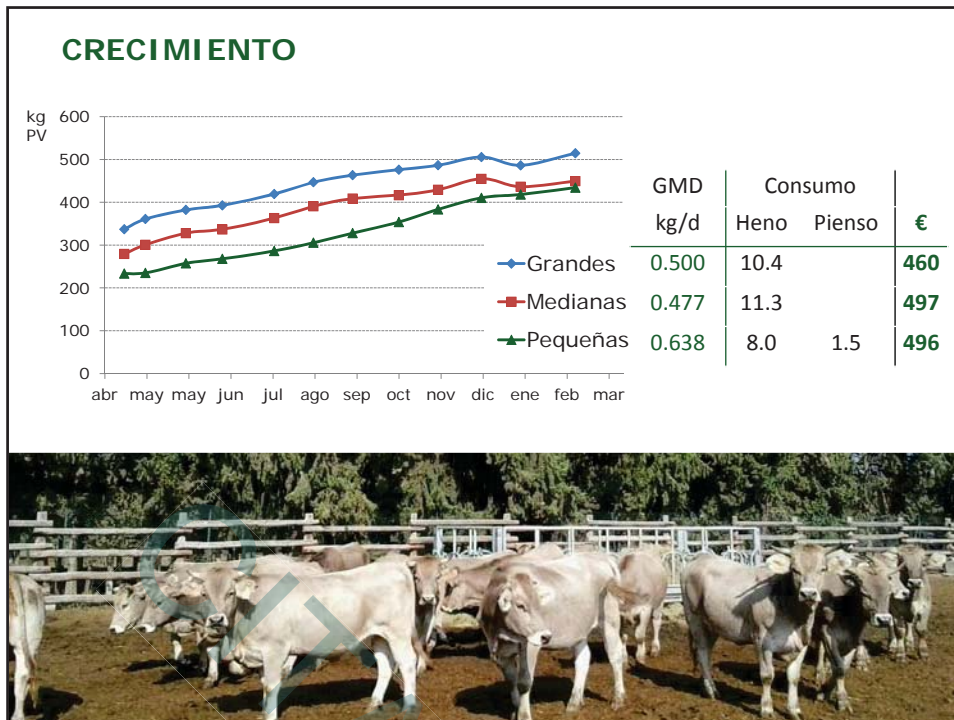 CRECIMIENTO
kg
PV
600
500
400
300
200
100
0
abr may may jun jul ago sep oct nov dic ene feb mar
Grandes
Medianas
Pequeñas
GMD Consumo
kg/d Heno Pienso €
0.500 10.4 460
0.477 11.3 497
0.638 8.0 1.5 496